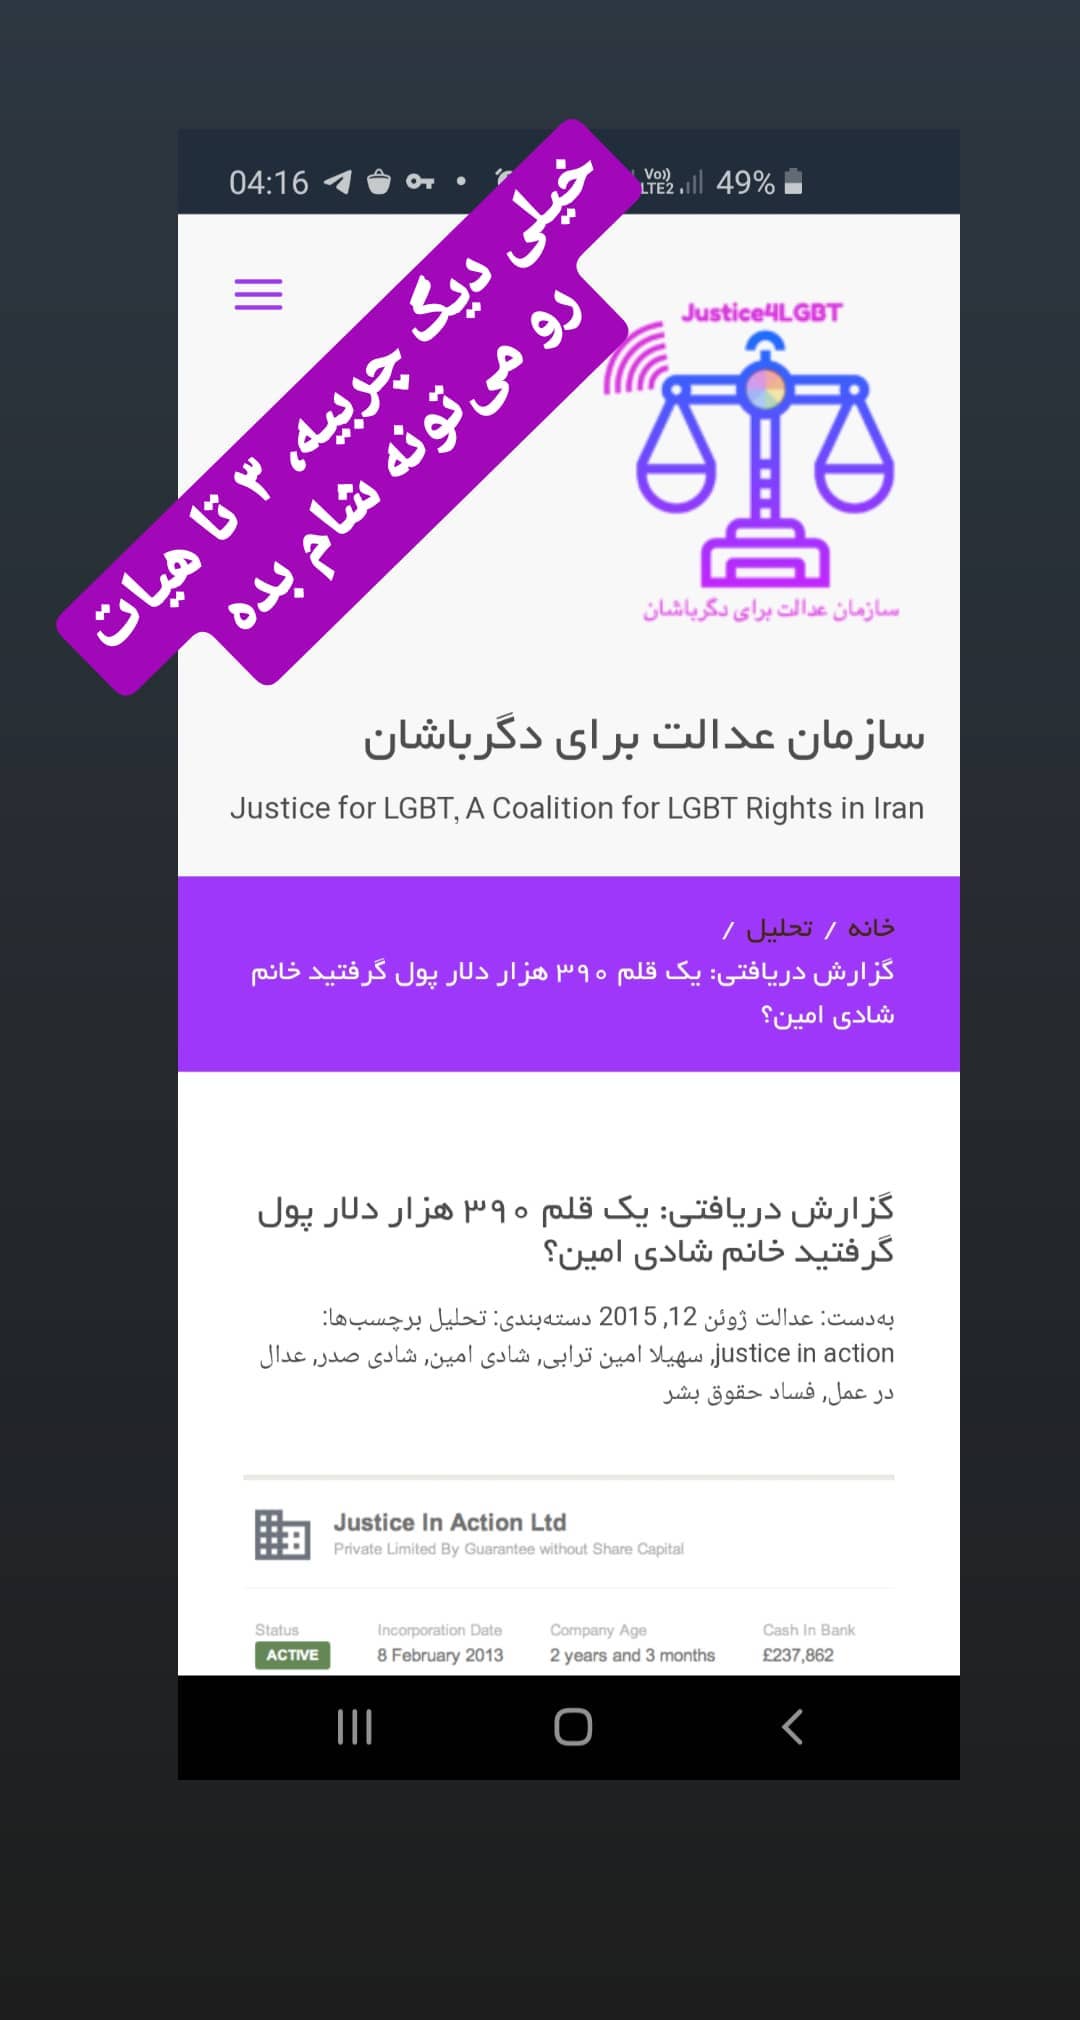 04:16
Vo))
LTE2
49%
خیلی دیگ چربیه، ۳ تا هیات
رو می‌تونه شام بده
Justice4LGBT
سازمان عدالت برای دگرباشان
سازمان عدالت برای دگرباشان
Justice for LGBT, A Coalition for LGBT Rights in Iran
خانه / تحلیل /
گزارش دریافتی: یک قلم ۳۹۰ هزار دلار پول گرفتید خانم
شادی امین؟
گزارش دریافتی: یک قلم ۳۹۰ هزار دلار پول
گرفتید خانم شادی امین؟
به‌دست: عدالت ژوئن 12, 2015 دسته‌بندی: تحلیل برچسب‌ها:
justice in action, سهیلا امین ترابی, شادی امین, شادی صدر, عدال
در عمل, فساد حقوق بشر
Justice In Action Ltd
Private Limited By Guarantee without Share Capital
Status Incorporation Date Company Age Cash In Bank
ACTIVE 8 February 2013 2 years and 3 months £237,862